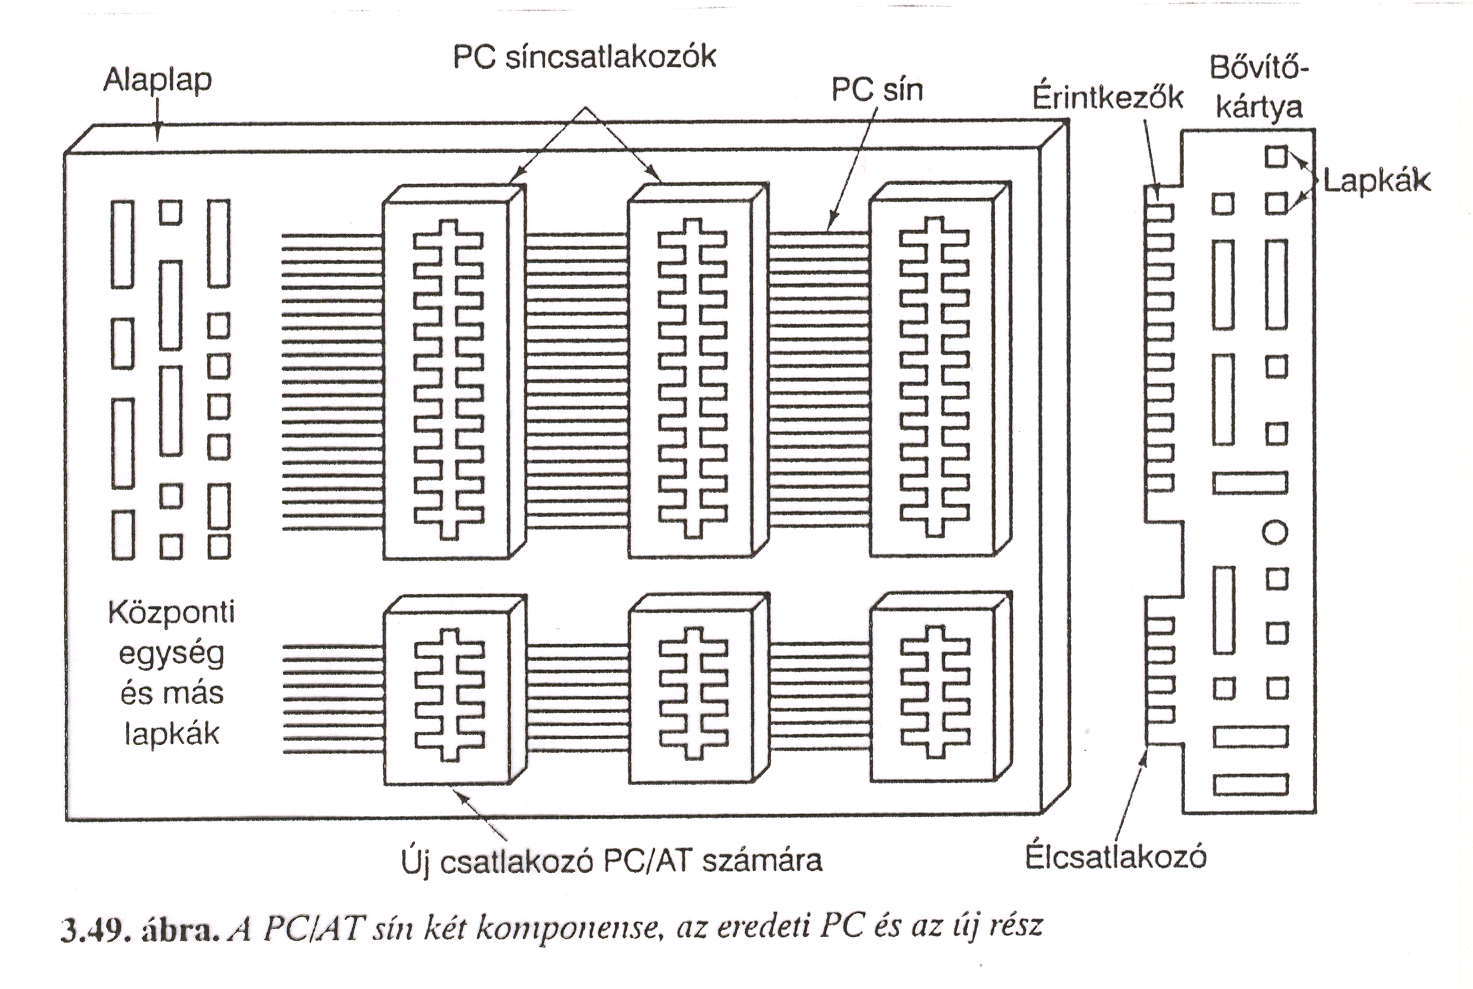 Alaplap
PC síncsatlakozók
PC sín
Érintkezők
Bővítő-
kártya
Lapkák
Központi
egység
és más
lapkák
Új csatlakozó PC/AT számára
Élcsatlakozó
3.49. ábra. A PC/AT sín két komponense, az eredeti PC és az új rész